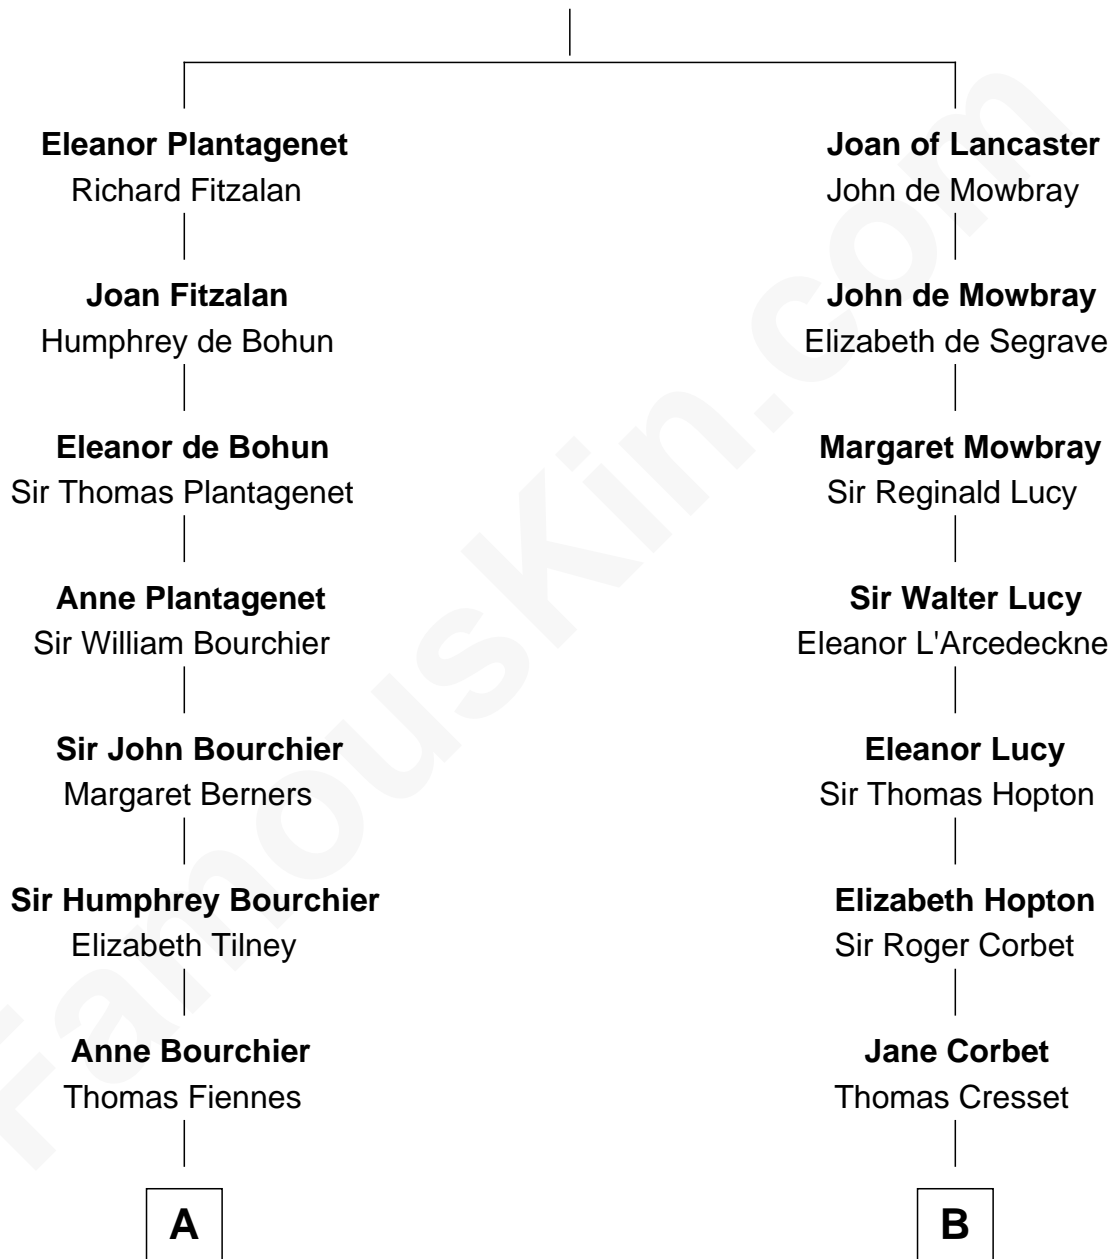 Eleanor Plantagenet
Richard Fitzalan
Joan Fitzalan
Humphrey de Bohun
Eleanor de Bohun
Sir Thomas Plantagenet
Anne Plantagenet
Sir William Bourchier
Sir John Bourchier
Margaret Berners
Sir Humphrey Bourchier
Elizabeth Tilney
Anne Bourchier
Thomas Fiennes
A
Joan of Lancaster
John de Mowbray
John de Mowbray
Elizabeth de Segrave
Margaret Mowbray
Sir Reginald Lucy
Sir Walter Lucy
Eleanor L'Arcedeckne
Eleanor Lucy
Sir Thomas Hopton
Elizabeth Hopton
Sir Roger Corbet
Jane Corbet
Thomas Cresset
B
FamousKin.com